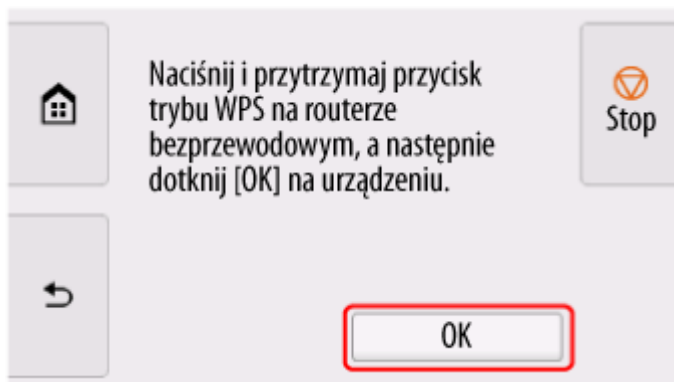 Naciśnij i przytrzymaj przycisk
trybu WPS na routerze
bezprzewodowym, a następnie
dotknij [OK] na urządzeniu.
Stop
OK